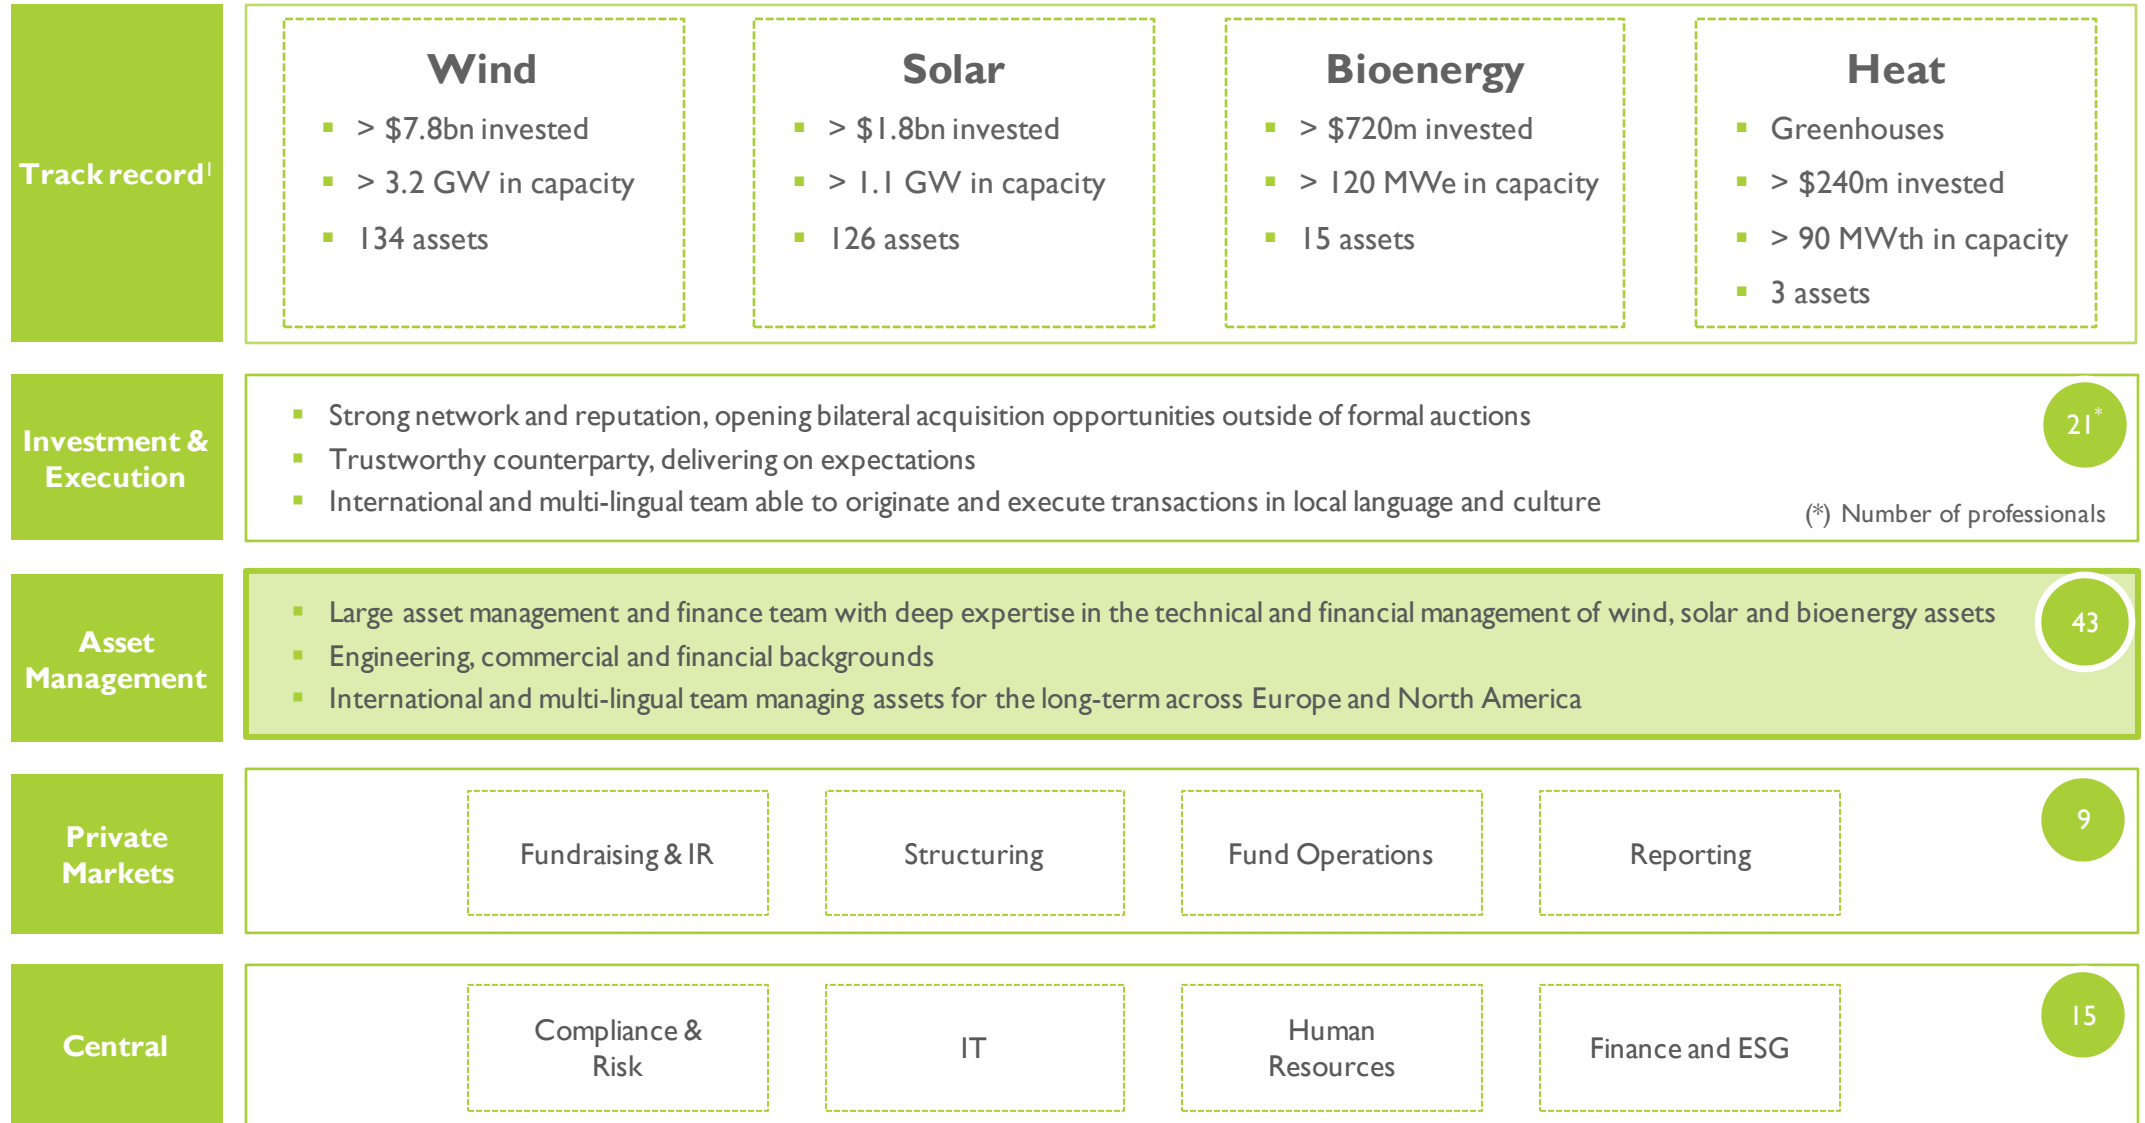 Track record¹
Wind
> $7.8bn invested
> 3.2 GW in capacity
134 assets
Solar
> $1.8bn invested
> 1.1 GW in capacity
126 assets
Bioenergy
> $720m invested
> 120 MWe in capacity
15 assets
Heat
Greenhouses
> $240m invested
> 90 MWth in capacity
3 assets
Investment &
Execution
Strong network and reputation, opening bilateral acquisition opportunities outside of formal auctions
Trustworthy counterparty, delivering on expectations
International and multi-lingual team able to originate and execute transactions in local language and culture
21*
(*) Number of professionals
Asset
Management
Large asset management and finance team with deep expertise in the technical and financial management of wind, solar and bioenergy assets
Engineering, commercial and financial backgrounds
International and multi-lingual team managing assets for the long-term across Europe and North America
43
Private
Markets
Fundraising & IR
Structuring
Fund Operations
Reporting
9
Central
Compliance &
Risk
IT
Human
Resources
Finance and ESG
15